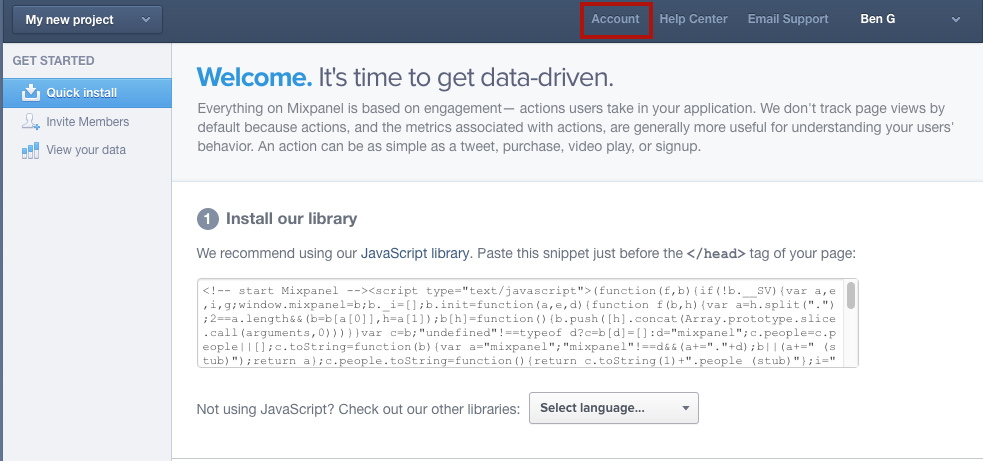 My new project
Account Help Center Email Support Ben G
GET STARTED
Quick install
Invite Members
View your data
Welcome. It's time to get data-driven.
Everything on Mixpanel is based on engagement— actions users take in your application. We don't track page views by
default because actions, and the metrics associated with actions, are generally more useful for understanding your users'
behavior. An action can be as simple as a tweet, purchase, video play, or signup.
1 Install our library
We recommend using our JavaScript library. Paste this snippet just before the </head> tag of your page:
<!-- start Mixpanel --><script type="text/javascript">(function(f,b){if(!b.__SV){var a,e
,i,g;window.mixpanel=b;b._i=[];b.init=function(a,e,d){function f(b,h){var a=h.split(".")
;2==a.length&&(b=b[a[0]],h=a[1]);b[h]=function(){b.push([h].concat(Array.prototype.slice
.call(arguments,0)))}}var c=b;"undefined"!==typeof d?c=b[d]=[]:d="mixpanel";c.people=c.p
eople||[];c.toString=function(b){var a="mixpanel";"mixpanel"!==d&&(a+="."+d);b||(a+=" (s
tub)");return a};c.people.toString=function(){return c.toString(1)+".people (stub)"};i="
Not using JavaScript? Check out our other libraries:
Select language...